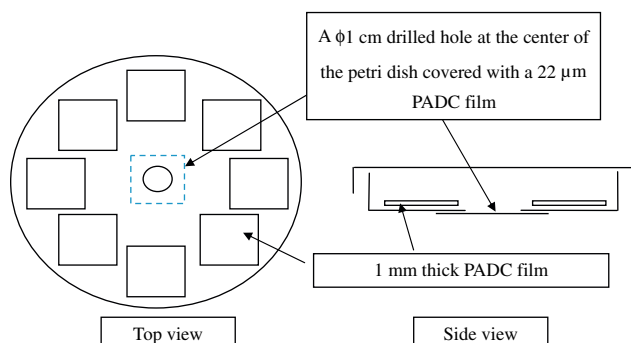 A ϕ1 cm drilled hole at the center of
the petri dish covered with a 22 μm
PADC film
1 mm thick PADC film
Top view
Side view